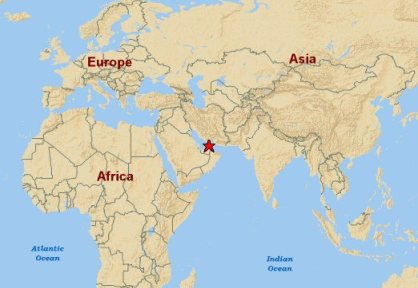 Europe
Asia
Africa
Atlantic
Ocean
Indian
Ocean